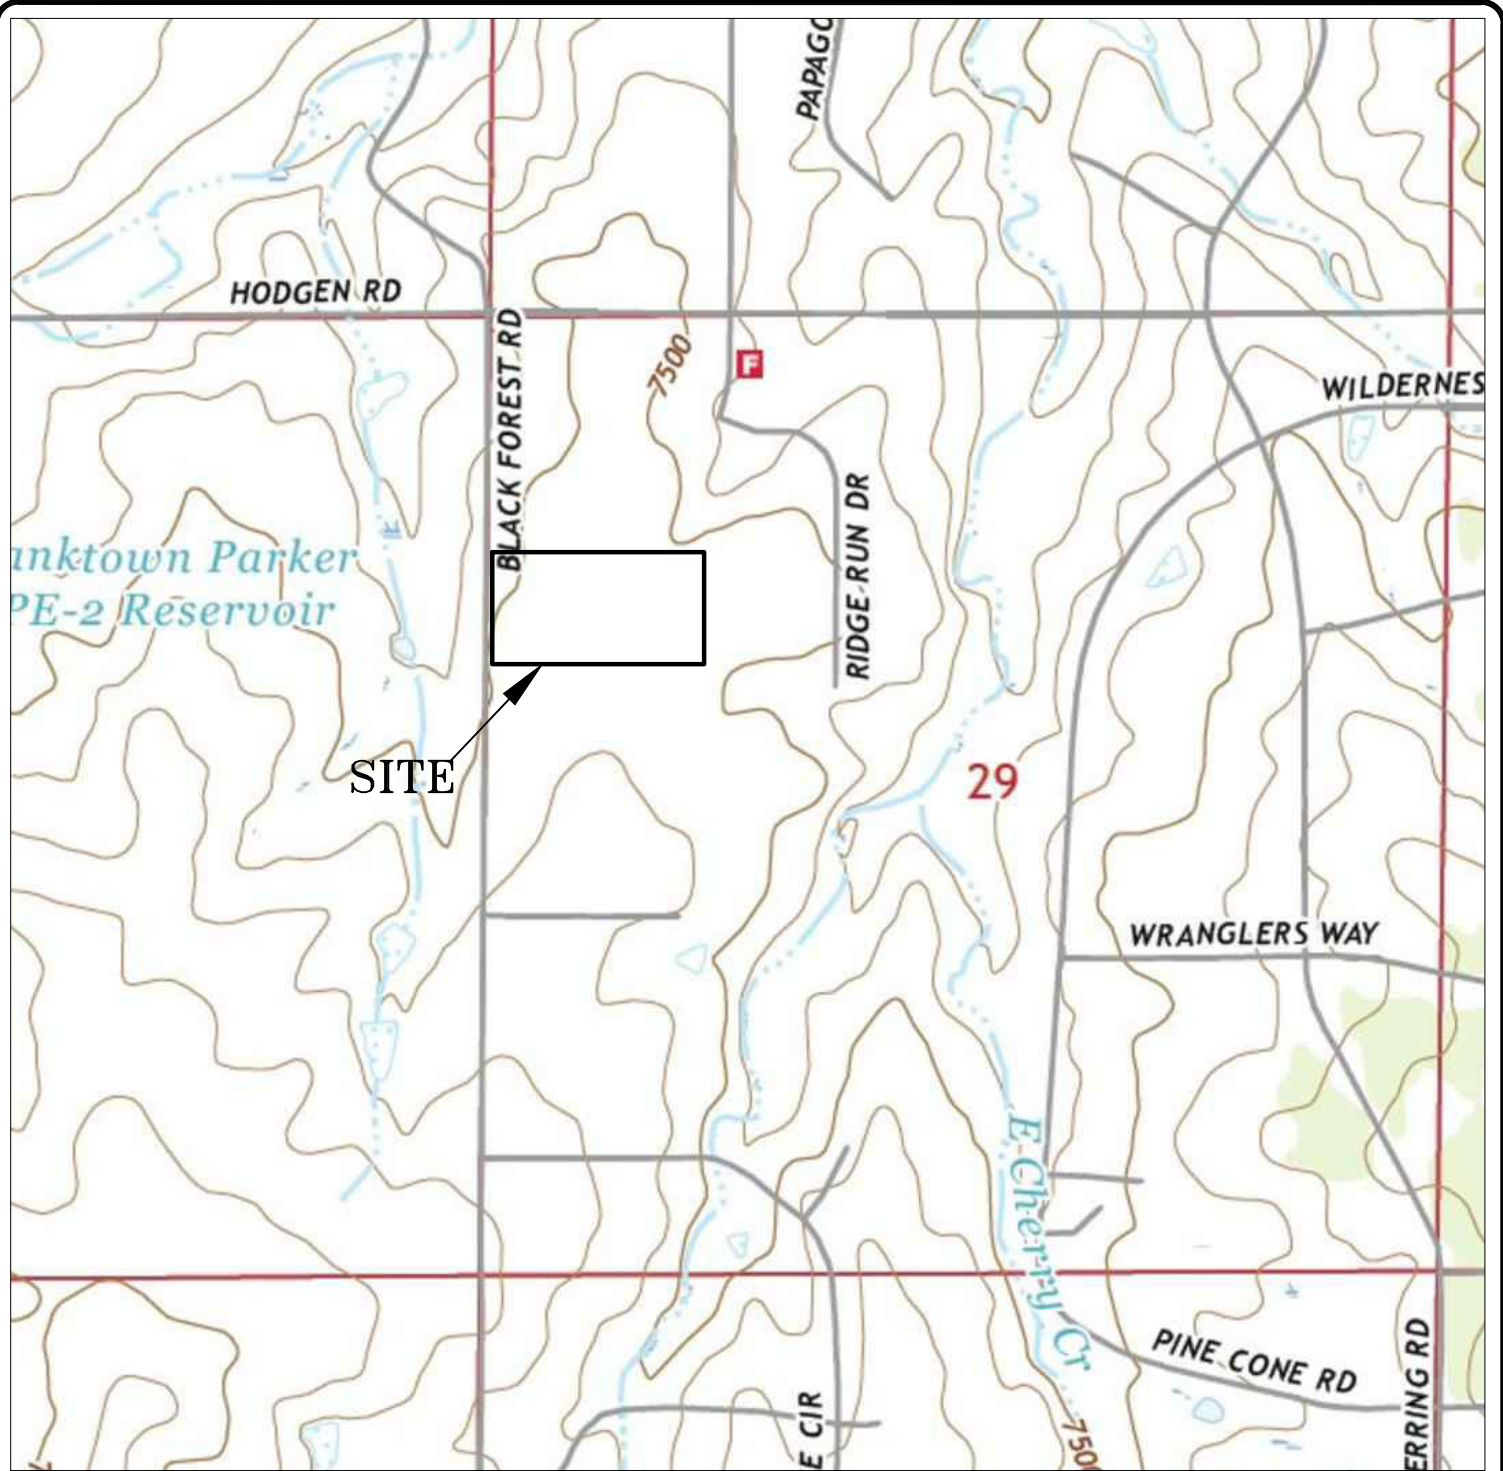 PAPAGO
HODGEN RD
BLACK FOREST RD
7500
F
WILDERNES
RIDGE RUN DR
anktown Parker
PE-2 Reservoir
SITE
29
WRANGLERS WAY
E Cherry Cr
PINE CONE RD
ERRING RD
E CIR
750